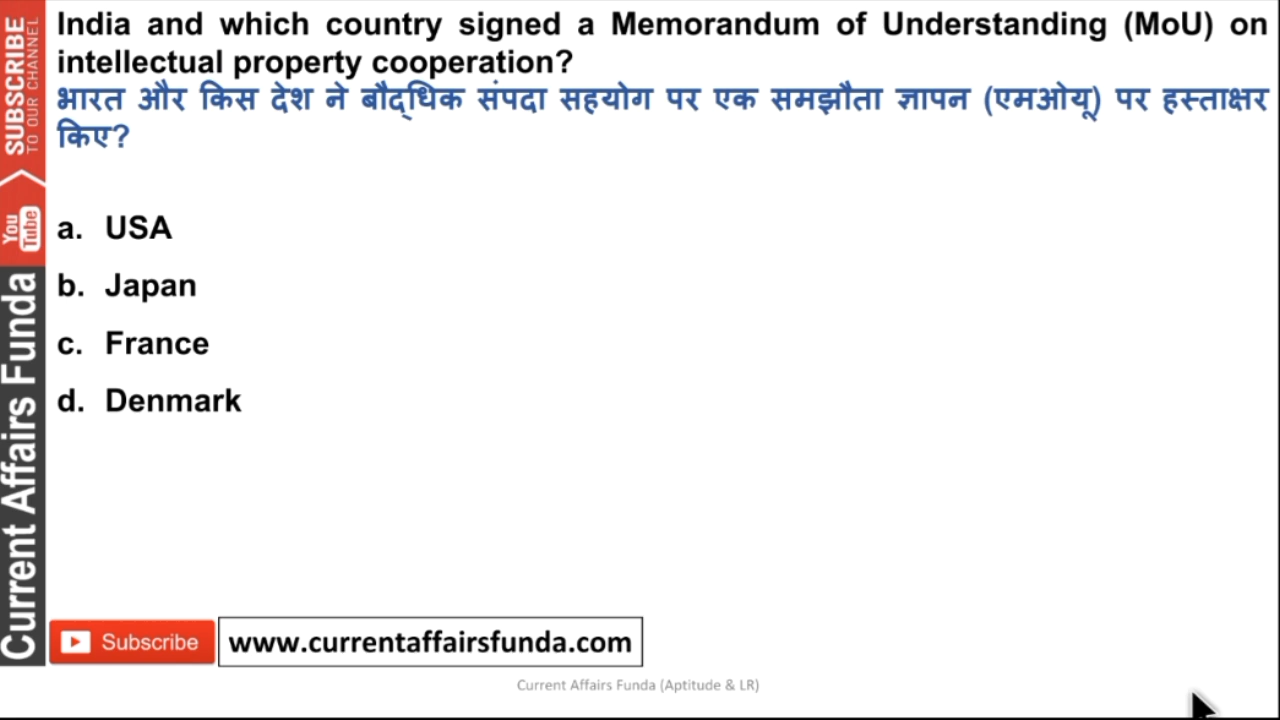 India and which country signed a Memorandum of Understanding (MoU) on
intellectual property cooperation?
भारत और किस देश ने बौद्धिक संपदा सहयोग पर एक समझौता ज्ञापन (एमओयू) पर हस्ताक्षर
किए?
a. USA
b. Japan
c. France
d. Denmark
SUBSCRIBE
TO OUR CHANNEL
You
Tube
Current Affairs Funda
Subscribe
www.currentaffairsfunda.com
Current Affairs Funda (Aptitude & LR)